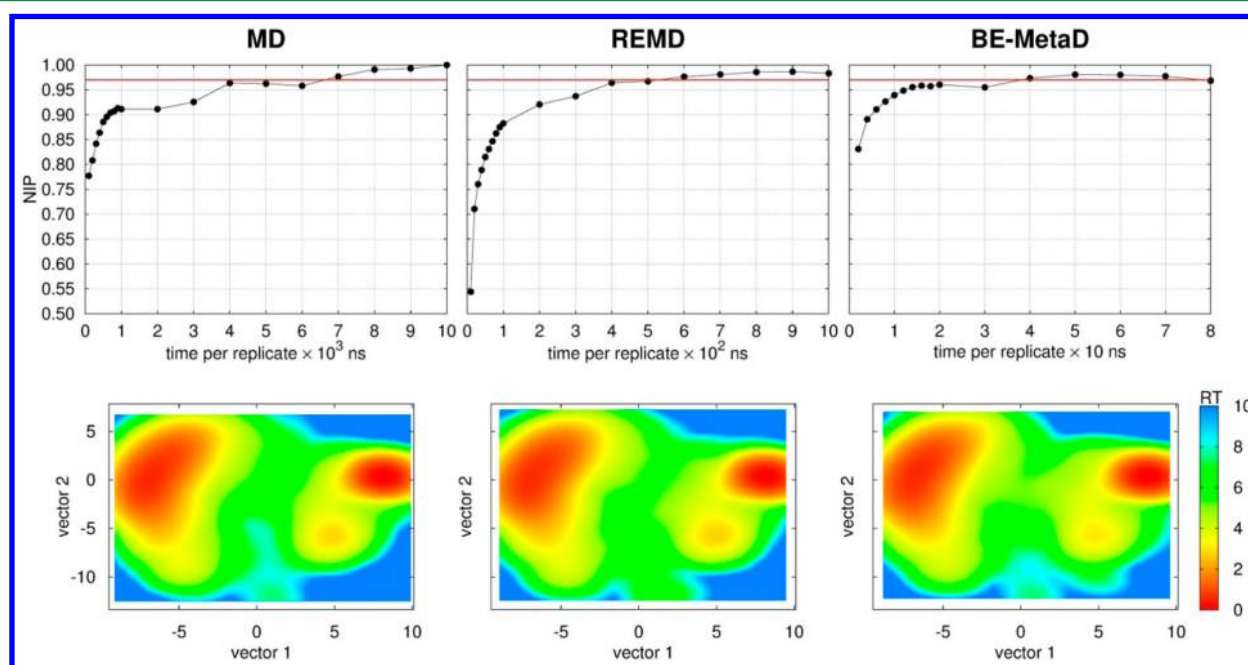 MD REMD BE-MetaD
1.00
0.95
0.90
0.85
0.80
0.75
0.70
0.65
0.60
0.55
0.50
NIP
0 1 2 3 4 5 6 7 8 9 10 0 1 2 3 4 5 6 7 8 9 10 0 1 2 3 4 5 6 7 8
time per replicate × 10³ ns time per replicate × 10² ns time per replicate × 10 ns
5
0
-5
-10
vector 2 vector 2 vector 2
RT
10
8
6
4
2
0
-5 0 5 10 -5 0 5 10 -5 0 5 10
vector 1 vector 1 vector 1